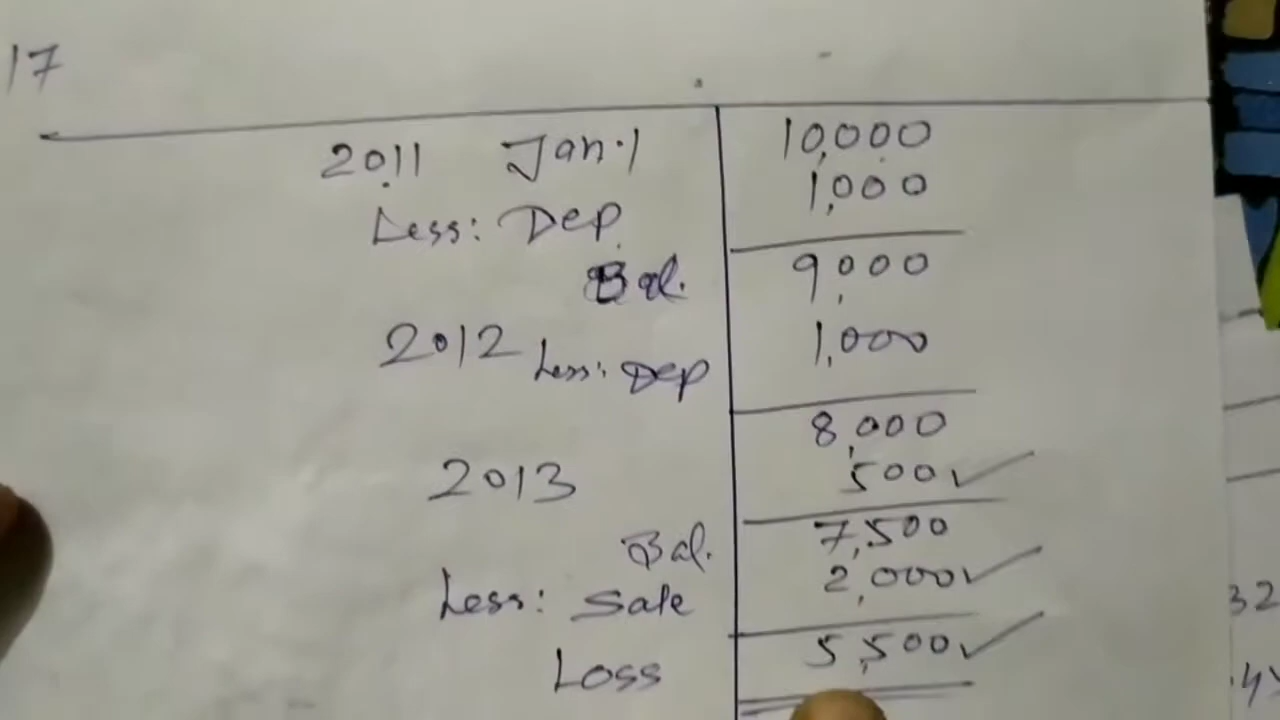 17
2011 Jan.1 10,000
1,000
Less: Dep.
Bal. 9,000
2012 1,000
Less: Dep
8,000
2013 500✓
7,500
Bal.
2,000✓
Less: Sale
5,500✓
Loss
32